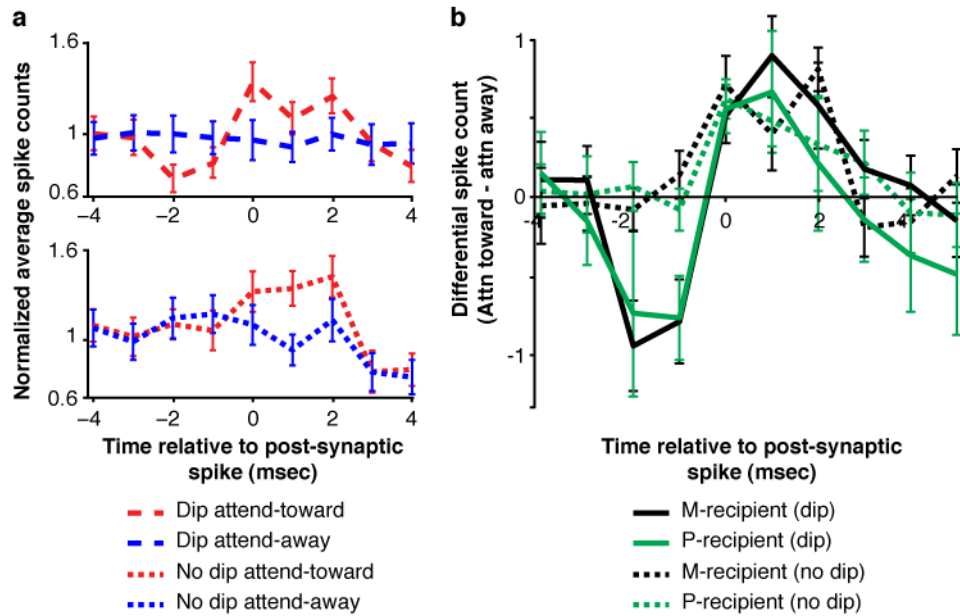 a
Normalized average spike counts
1.6
1
0.6
−4
−2
0
2
4
1.6
1
0.6
−4
−2
0
2
4
Time relative to post-synaptic
spike (msec)
Dip attend-toward
Dip attend-away
No dip attend-toward
No dip attend-away
b
Differential spike count
(Attn toward - attn away)
1
0
-1
-2
0
2
4
Time relative to post-synaptic
spike (msec)
M-recipient (dip)
P-recipient (dip)
M-recipient (no dip)
P-recipient (no dip)